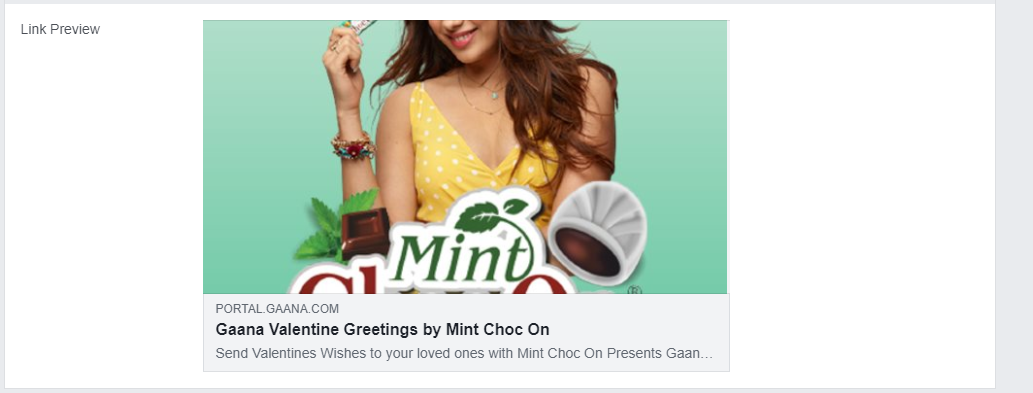 Link Preview
Mint
PORTAL.GAANA.COM
Gaana Valentine Greetings by Mint Choc On
Send Valentines Wishes to your loved ones with Mint Choc On Presents Gaan…